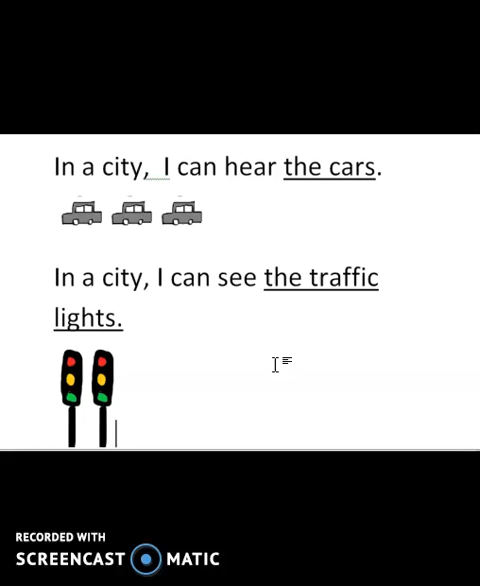 In a city, I can hear the cars.
In a city, I can see the traffic
lights.
RECORDED WITH
SCREENCAST MATIC